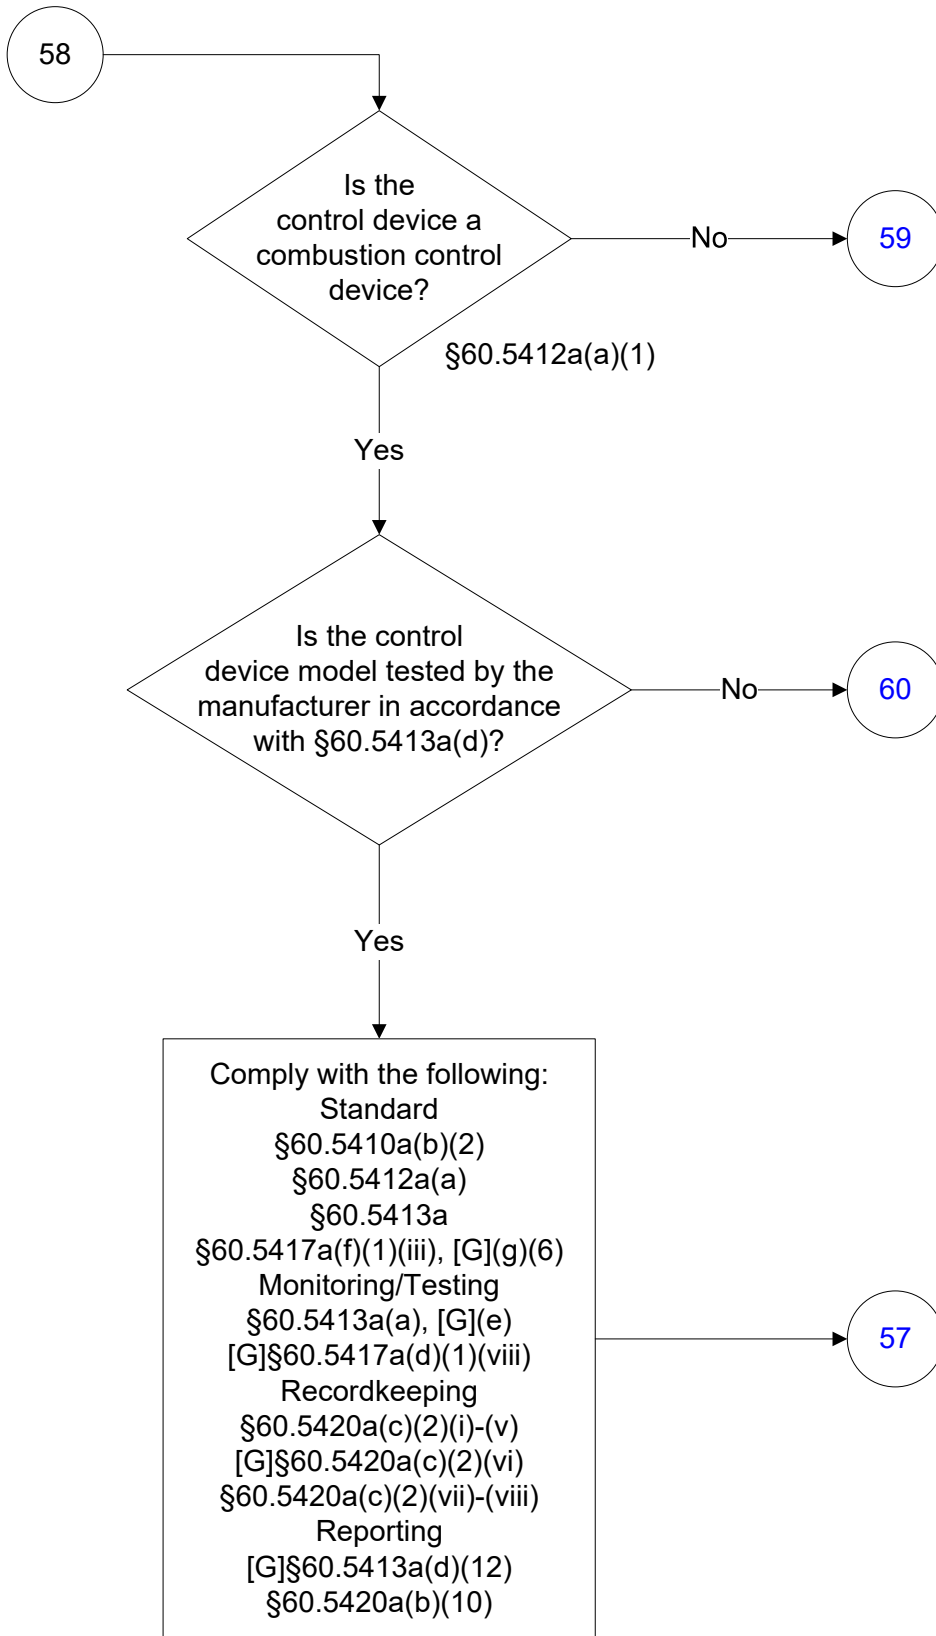 58
Is the
control device a
combustion control
device?
No
59
§60.5412a(a)(1)
Yes
Is the control
device model tested by the
manufacturer in accordance
with §60.5413a(d)?
No
60
Yes
Comply with the following:
Standard
§60.5410a(b)(2)
§60.5412a(a)
§60.5413a
§60.5417a(f)(1)(iii), [G](g)(6)
Monitoring/Testing
§60.5413a(a), [G](e)
[G]§60.5417a(d)(1)(viii)
Recordkeeping
§60.5420a(c)(2)(i)-(v)
[G]§60.5420a(c)(2)(vi)
§60.5420a(c)(2)(vii)-(viii)
Reporting
[G]§60.5413a(d)(12)
§60.5420a(b)(10)
57